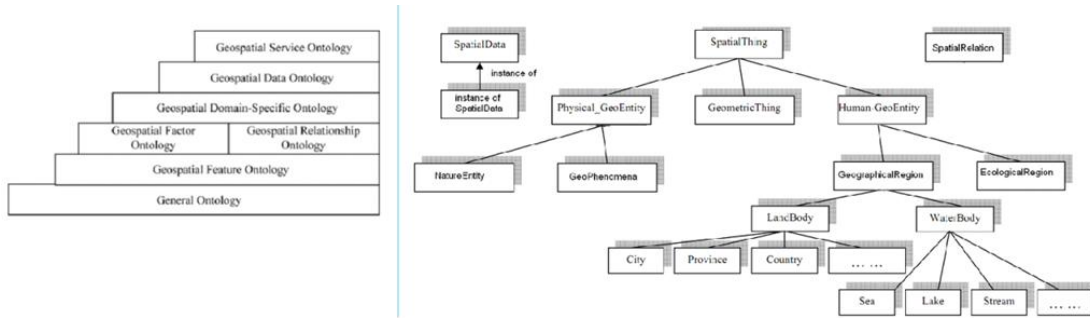 Geospatial Service Ontology
Geospatial Data Ontology
Geospatial Domain-Specific Ontology
Geospatial Factor
Ontology
Geospatial Relationship
Ontology
Geospatial Feature Ontology
General Ontology
SpatialData
instance of
instance of
SpatialData
SpatialThing
SpatialRelation
Physical_GeoEntity
GeometricThing
Human-GeoEntity
NatureEntity
GeoPhencmena
GeographicalRegion
EcologicalRegion
LandBody
WaterBody
City
Province
Country
... ...
Sea
Lake
Stream
... ...